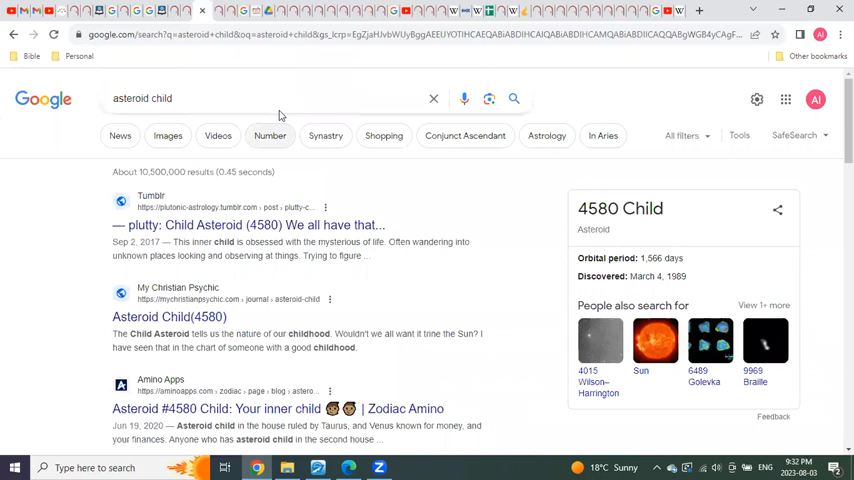 google.com/search?q=asteroid+child&oq=asteroid+child&gs_lcrp=EgZjaHJvbWUyBggAEEUYOTIHCAEQABiABDIHCAIQABiABDIHCAMQABiABDIICAQQABgWGB4yCAgF...
AI
Bible
Personal
Other bookmarks
Google
asteroid child
AI
News
Images
Videos
Number
Synastry
Shopping
Conjunct Ascendant
Astrology
In Aries
All filters
Tools
SafeSearch
About 10,500,000 results (0.45 seconds)
Tumblr
https://plutonic-astrology.tumblr.com › post › plutty-c...
— plutty: Child Asteroid (4580) We all have that...
Sep 2, 2017 — This inner child is obsessed with the mysterious of life. Often wandering into
unknown places looking and observing at things. Trying to figure ...
My Christian Psychic
https://mychristianpsychic.com › journal › asteroid-child
Asteroid Child(4580)
The Child Asteroid tells us the nature of our childhood. Wouldn't we all want it trine the Sun? I
have seen that in the chart of someone with a good childhood.
Amino Apps
https://aminoapps.com › zodiac › page › blog › astero...
Asteroid #4580 Child: Your inner child 👦🏽👦🏽 | Zodiac Amino
Jun 19, 2020 — Asteroid child in the house ruled by Taurus, and Venus known for money, and
your finances. Anyone who has asteroid child in the second house ...
4580 Child
Asteroid
Orbital period: 1,566 days
Discovered: March 4, 1989
People also search for
View 1+ more
4015
Wilson–
Harrington
Sun
6489
Golevka
9969
Braille
Feedback
Type here to search
18°C Sunny
ENG
9:32 PM
2023-08-03
2